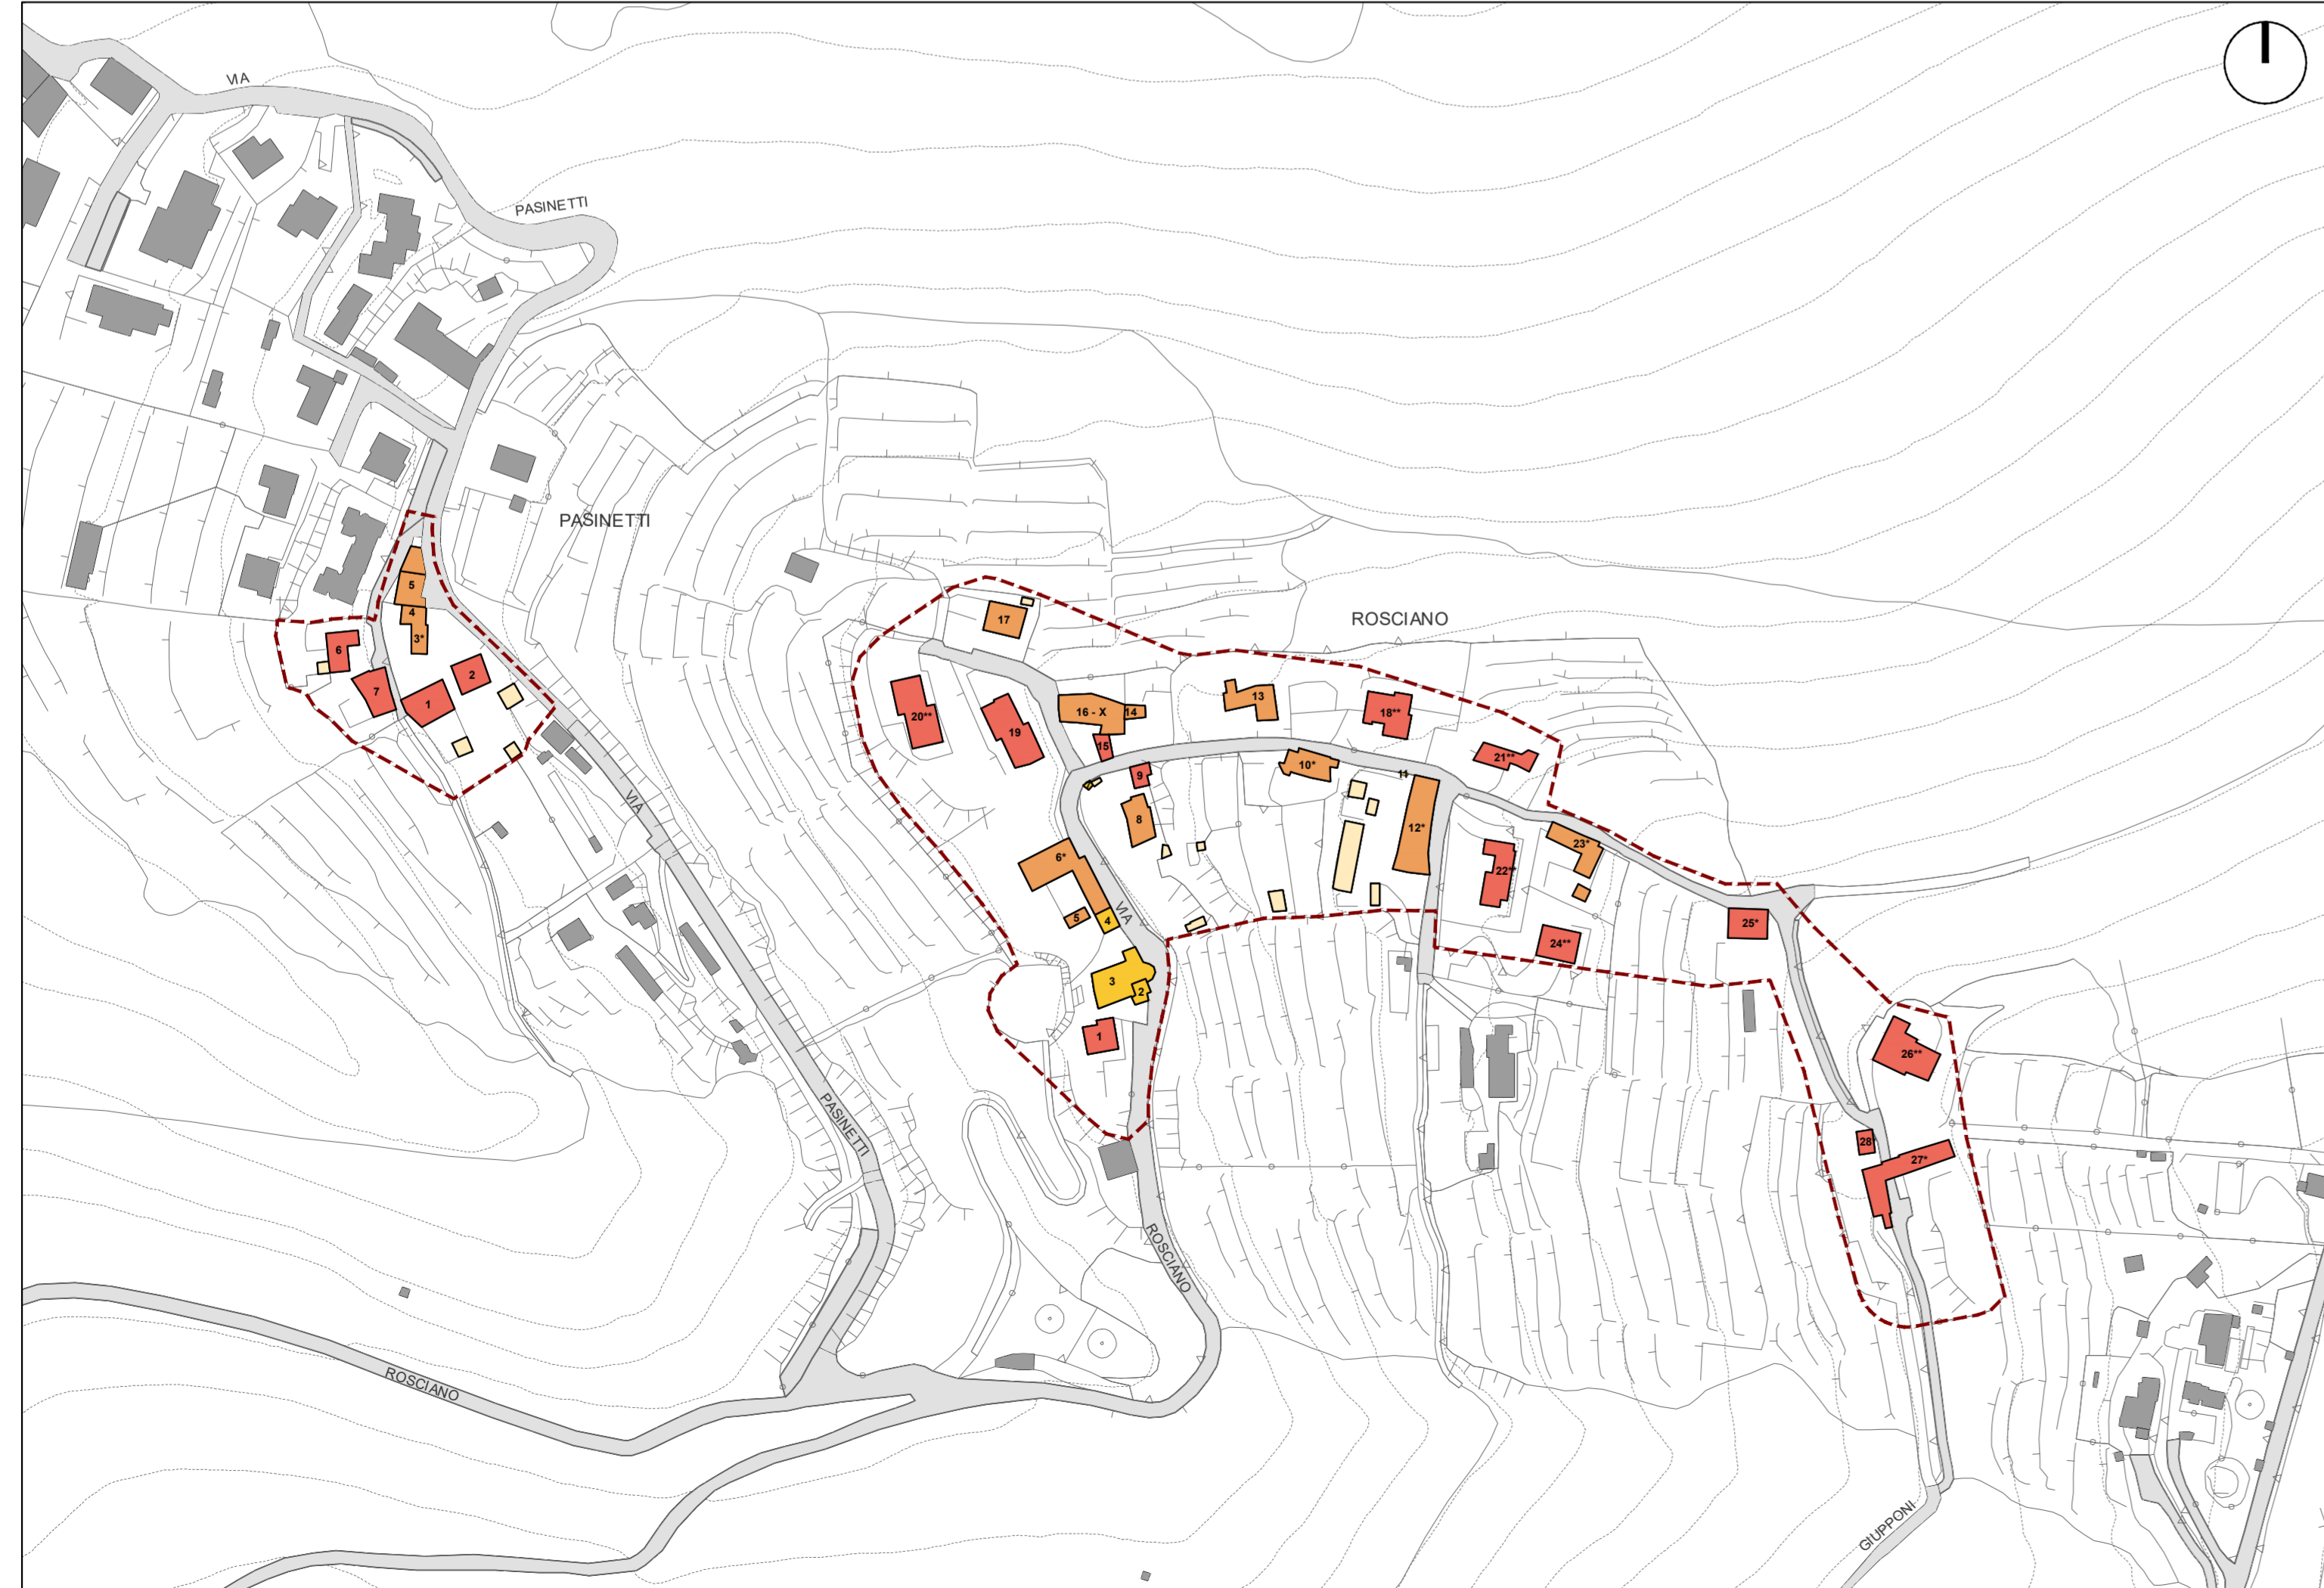 VIA
PASINETTI
PASINETTI
5
4
3*
6
2
7
1
VIA
PASINETTI
ROSCIANO
17
ROSCIANO
20**
19
16 - X
14
13
18**
15
9
10*
11
21**
8
12*
6*
22**
23*
5
4
VIA
25*
24**
3
2
1
26**
28
27*
ROSCIANO
ROSCIANO
GIUPPONI